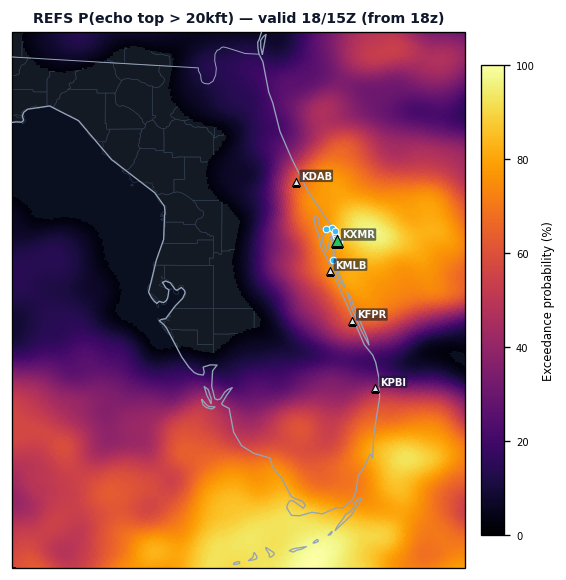 REFS P(echo top > 20kft) — valid 18/15Z (from 18z)
KDAB
KXMR
KMLB
KFPR
KPBI
100
80
60
40
20
0
Exceedance probability (%)